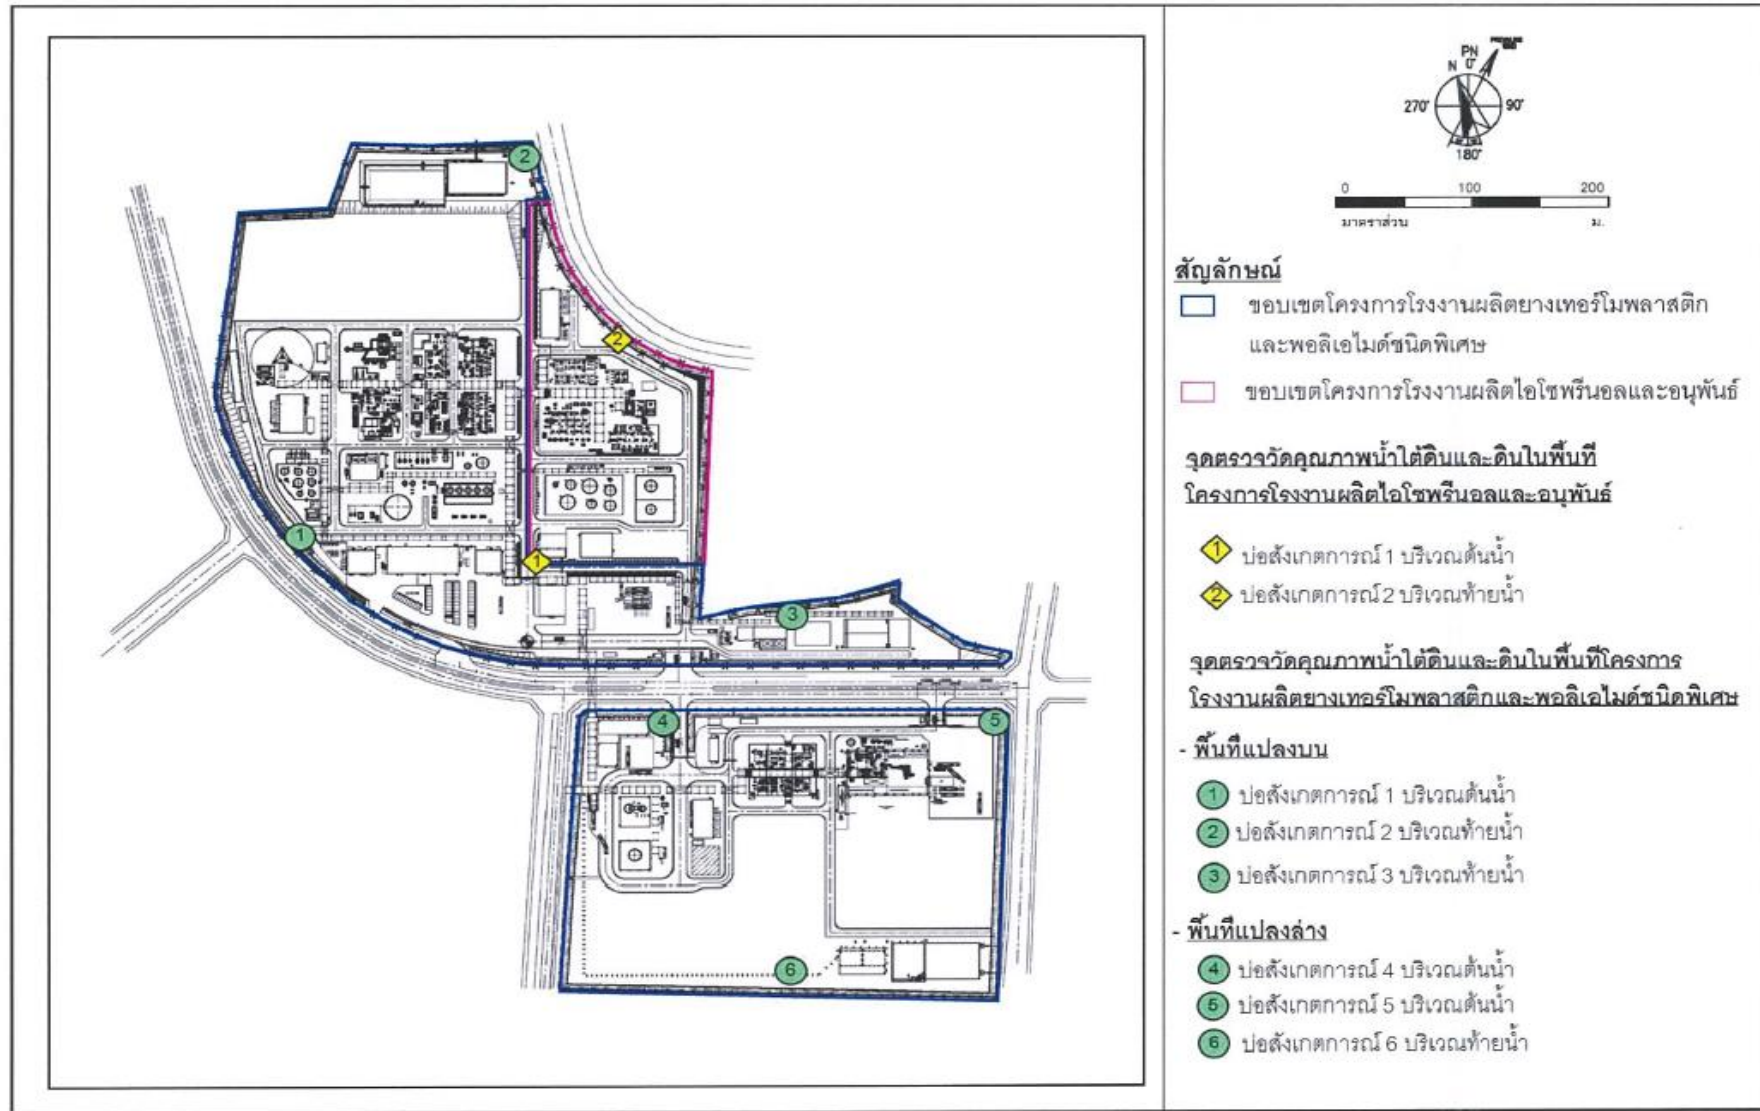 PN
N 0°
270° 90°
180°
0 100 200
มาตราส่วน ม.
สัญลักษณ์
ขอบเขตโครงการโรงงานผลิตยางเทอร์โมพลาสติก
และพอลิเอไมด์ชนิดพิเศษ
ขอบเขตโครงการโรงงานผลิตไอโซพรีนอลและอนุพันธ์
จุดตรวจวัดคุณภาพน้ำใต้ดินและดินในพื้นที่
โครงการโรงงานผลิตไอโซพรีนอลและอนุพันธ์
1 บ่อสังเกตการณ์ 1 บริเวณต้นน้ำ
2 บ่อสังเกตการณ์ 2 บริเวณท้ายน้ำ
จุดตรวจวัดคุณภาพน้ำใต้ดินและดินในพื้นที่โครงการ
โรงงานผลิตยางเทอร์โมพลาสติกและพอลิเอไมด์ชนิดพิเศษ
- พื้นที่แปลงบน
1 บ่อสังเกตการณ์ 1 บริเวณต้นน้ำ
2 บ่อสังเกตการณ์ 2 บริเวณท้ายน้ำ
3 บ่อสังเกตการณ์ 3 บริเวณท้ายน้ำ
- พื้นที่แปลงล่าง
4 บ่อสังเกตการณ์ 4 บริเวณต้นน้ำ
5 บ่อสังเกตการณ์ 5 บริเวณต้นน้ำ
6 บ่อสังเกตการณ์ 6 บริเวณท้ายน้ำ
2
2
1
1
3
4
5
6